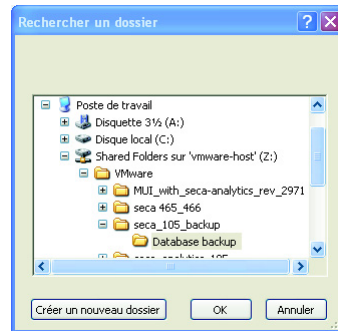 Rechercher un dossier
Poste de travail
Disquette 3½ (A:)
Disque local (C:)
Shared Folders sur 'vmware-host' (Z:)
VMware
MUI_with_seca-analytics_rev_2971
seca 465_466
seca_105_backup
Database backup
Créer un nouveau dossier
OK
Annuler